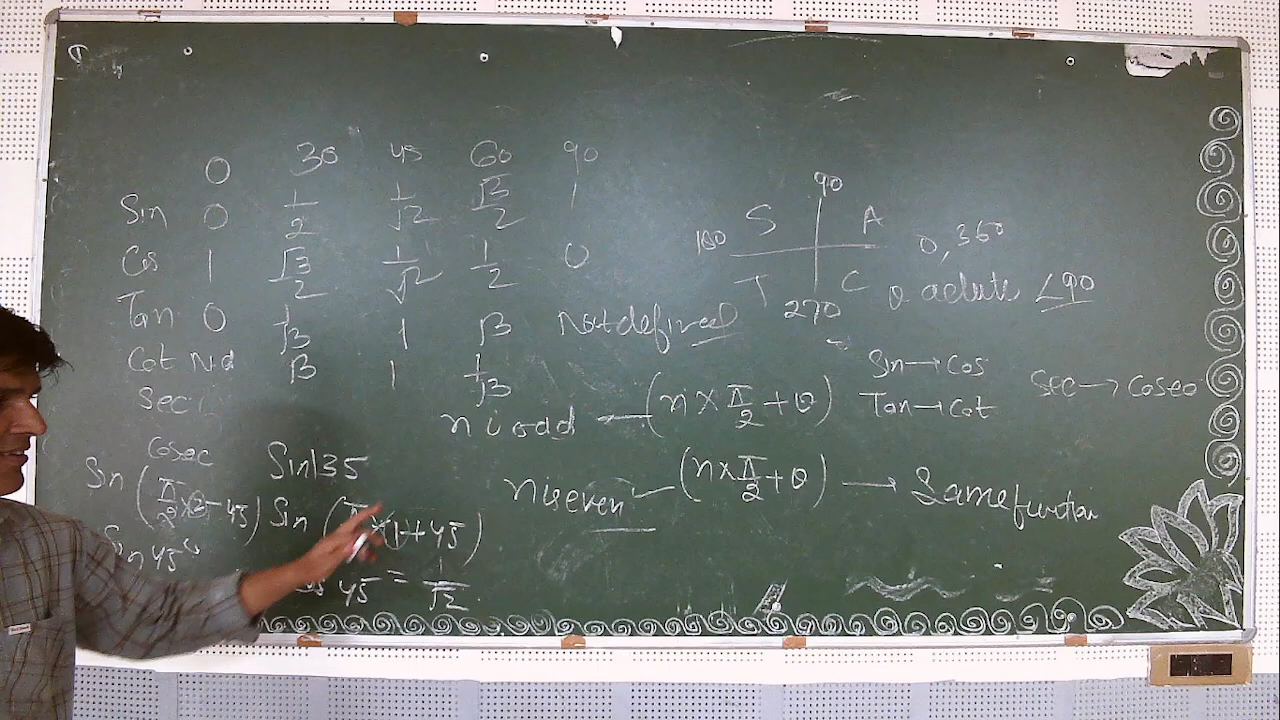 0 30 45 60 90
Sin 0 1/2 1/√2 √3/2 1
Cos 1 √3/2 1/√2 1/2 0
Tan 0 1/√3 1 √3 Not defined
Cot Nd √3 1 1/√3
Sec
Cosec
90
S A
180 0, 360
T C
270
θ acute <90
Sin → Cos
Tan → Cot
Sec → Cosec
n is odd — (n × π/2 + θ)
n is even — (n × π/2 + θ) → Same function
Sin 135
Sin (π/2 × 2 - 45)
Sin 45
Sin (π/2 × 1 + 45)
45 = 1/√2